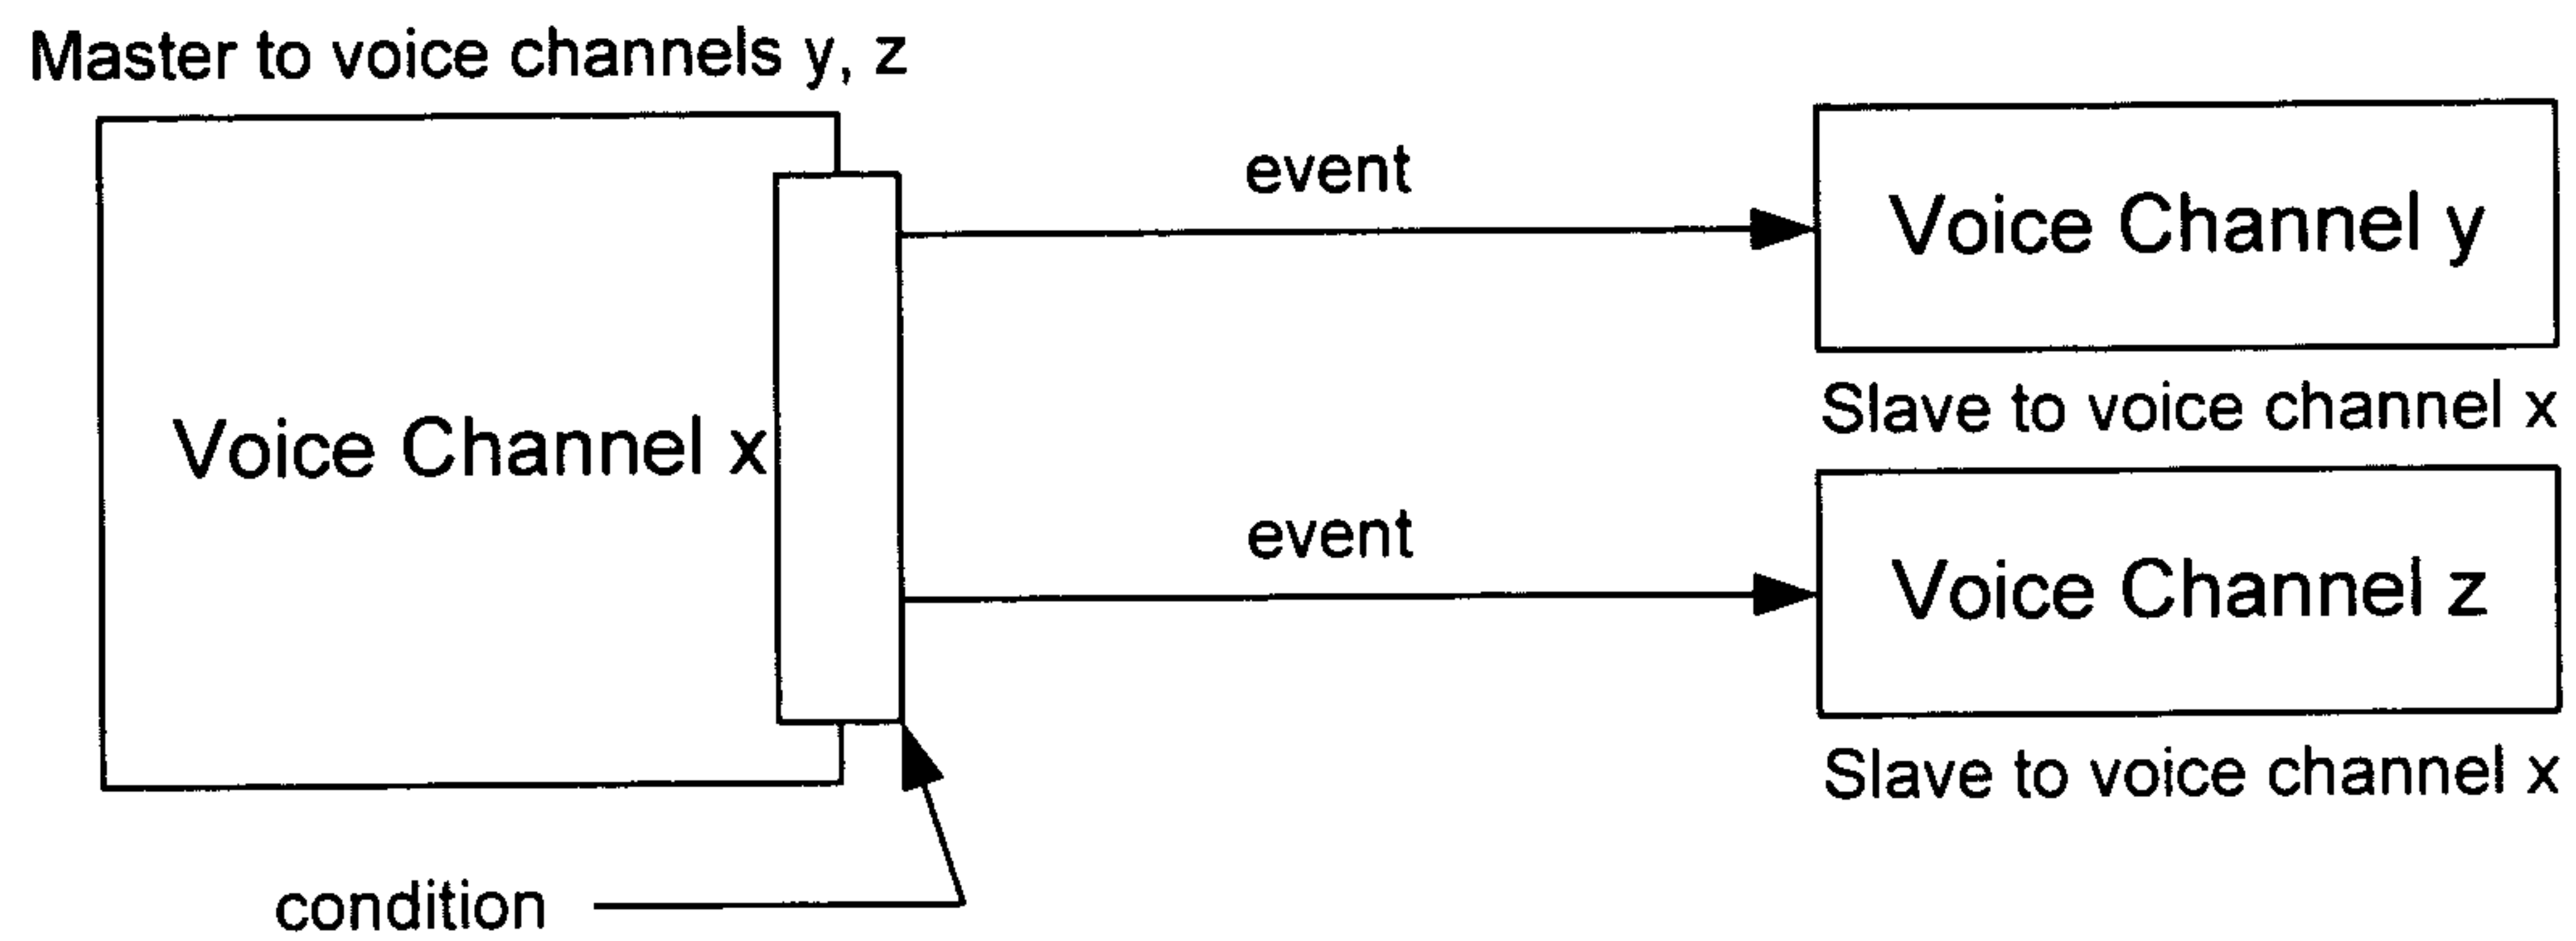 Master to voice channels y, z
event
Voice Channel y
Slave to voice channel x
Voice Channel x
event
Voice Channel z
Slave to voice channel x
condition